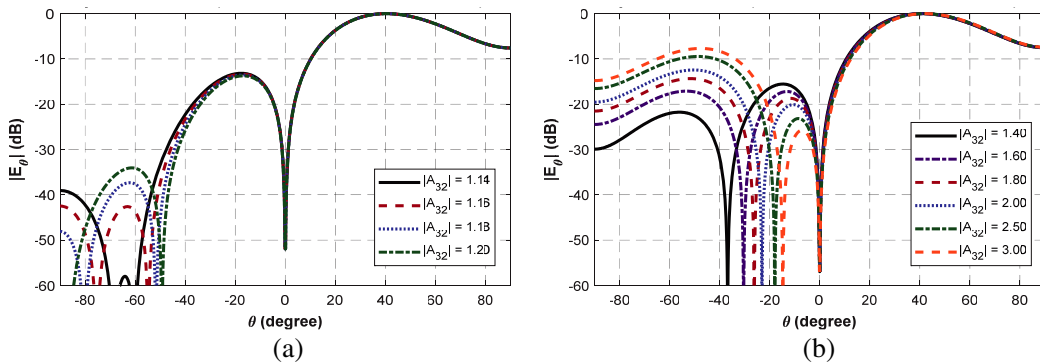 0
-10
-20
-30
-40
-50
-60
|Eθ| (dB)
-80 -60 -40 -20 0 20 40 60 80
θ (degree)
|A32| = 1.14
|A32| = 1.16
|A32| = 1.18
|A32| = 1.20
(a)
0
-10
-20
-30
-40
-50
-60
|Eθ| (dB)
-80 -60 -40 -20 0 20 40 60 80
θ (degree)
|A32| = 1.40
|A32| = 1.60
|A32| = 1.80
|A32| = 2.00
|A32| = 2.50
|A32| = 3.00
(b)